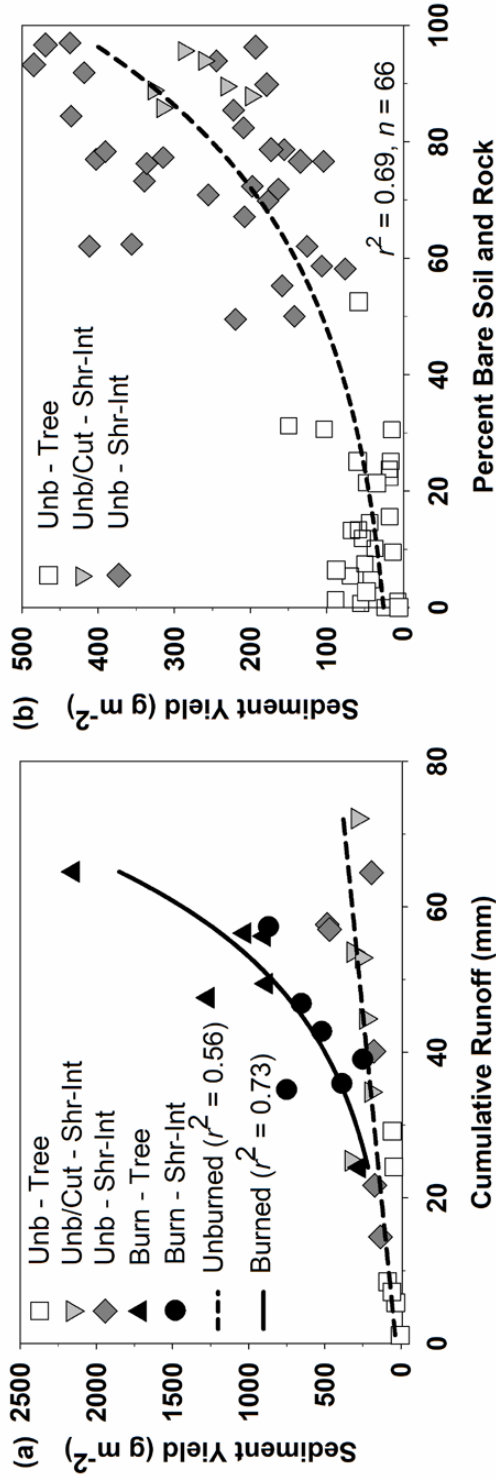 (a)
2500
2000
1500
1000
500
0
Sediment Yield (g m⁻²)
Unb - Tree
Unb/Cut - Shr-Int
Unb - Shr-Int
Burn - Tree
Burn - Shr-Int
Unburned (r² = 0.56)
Burned (r² = 0.73)
0 20 40 60 80
Cumulative Runoff (mm)
(b)
500
400
300
200
100
0
Sediment Yield (g m⁻²)
Unb - Tree
Unb/Cut - Shr-Int
Unb - Shr-Int
r² = 0.69, n = 66
0 20 40 60 80 100
Percent Bare Soil and Rock